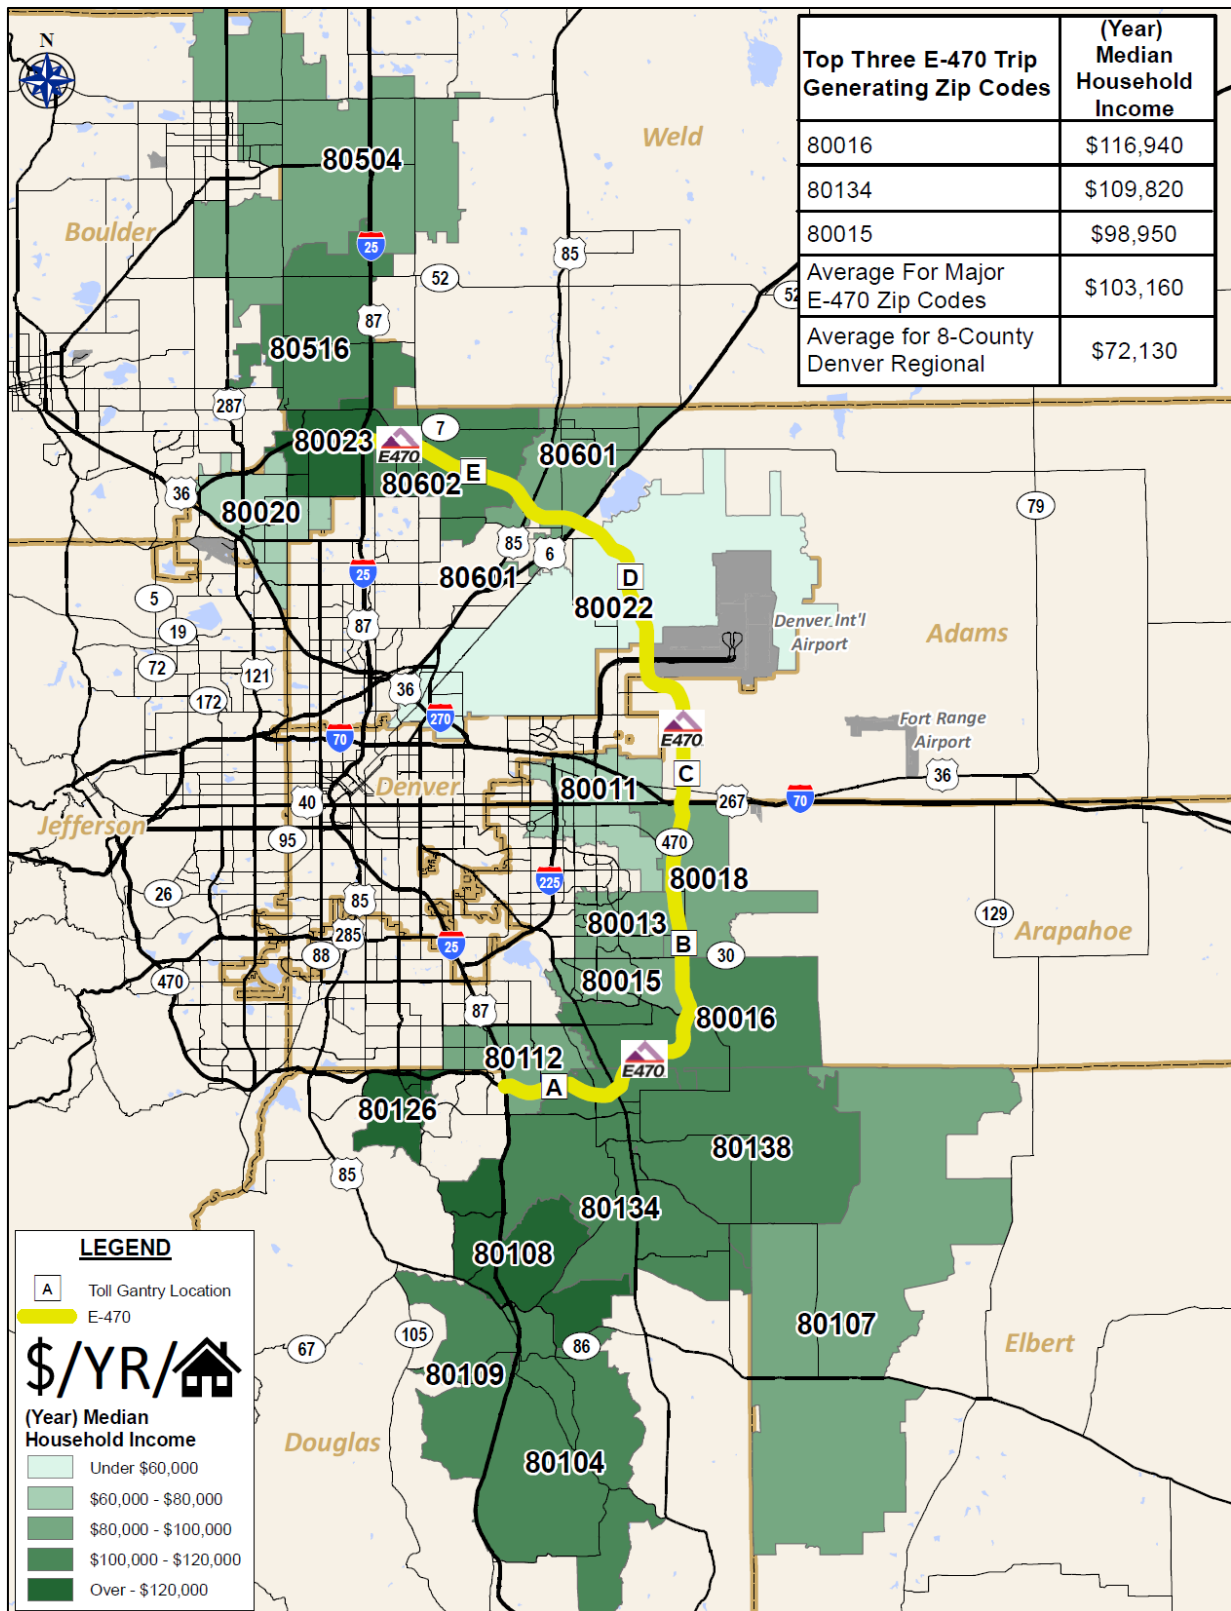 N
Top Three E-470 Trip
Generating Zip Codes
(Year)
Median
Household
Income
80016
$116,940
80134
$109,820
80015
$98,950
Average For Major
E-470 Zip Codes
$103,160
Average for 8-County
Denver Regional
$72,130
Weld
80504
Boulder
25
85
52
52
87
80516
287
7
80023
E470
80601
80602
E
36
80020
79
85
6
25
80601
D
5
80022
Denver Int'l
Airport
19
87
Adams
72
121
36
172
270
Fort Range
Airport
70
E470
C
36
Denver
80011
40
267
70
Jefferson
95
470
225
80018
26
85
129
80013
285
25
B
Arapahoe
88
30
470
80015
87
80016
80112
E470
A
80126
80138
85
80134
80108
LEGEND
A
Toll Gantry Location
E-470
80107
105
86
67
Elbert
$/YR/
80109
(Year) Median
Household Income
Douglas
80104
Under $60,000
$60,000 - $80,000
$80,000 - $100,000
$100,000 - $120,000
Over - $120,000